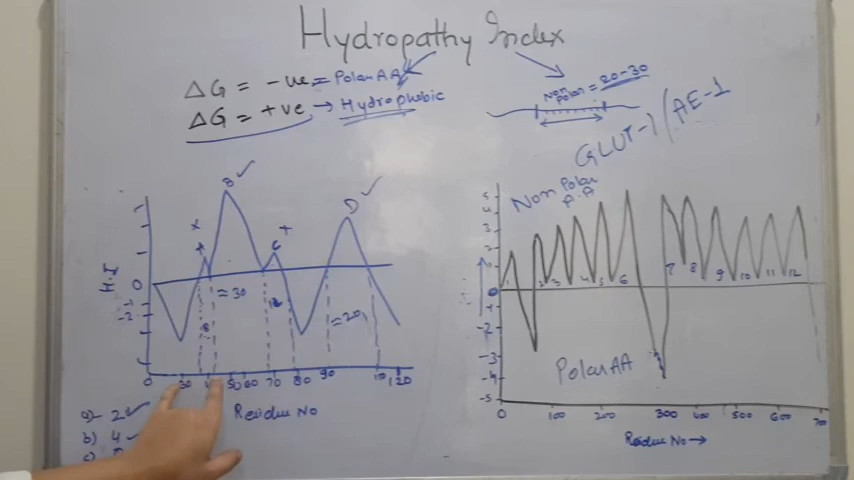 Hydropathy Index
ΔG = -ve = Polar AA
ΔG = +ve → Hydrophobic
Non Polar = 20-30
GLUT-1/AE-1
B ✓
D ✓
x
A
C +
H.I
0
-1
-2
≈ 30
≈ 20
8
12
0 30 50 60 70 80 90 110 120
Residue No
a) 2 ✓
b) 4 ✓
c)
Non Polar
A.A
5
4
3
2
1
0
-1
-2
-3
-4
-5
1 2 3 4 5 6 7 8 9 10 11 12
Polar AA
0 100 200 300 400 500 600 700
Residue No →